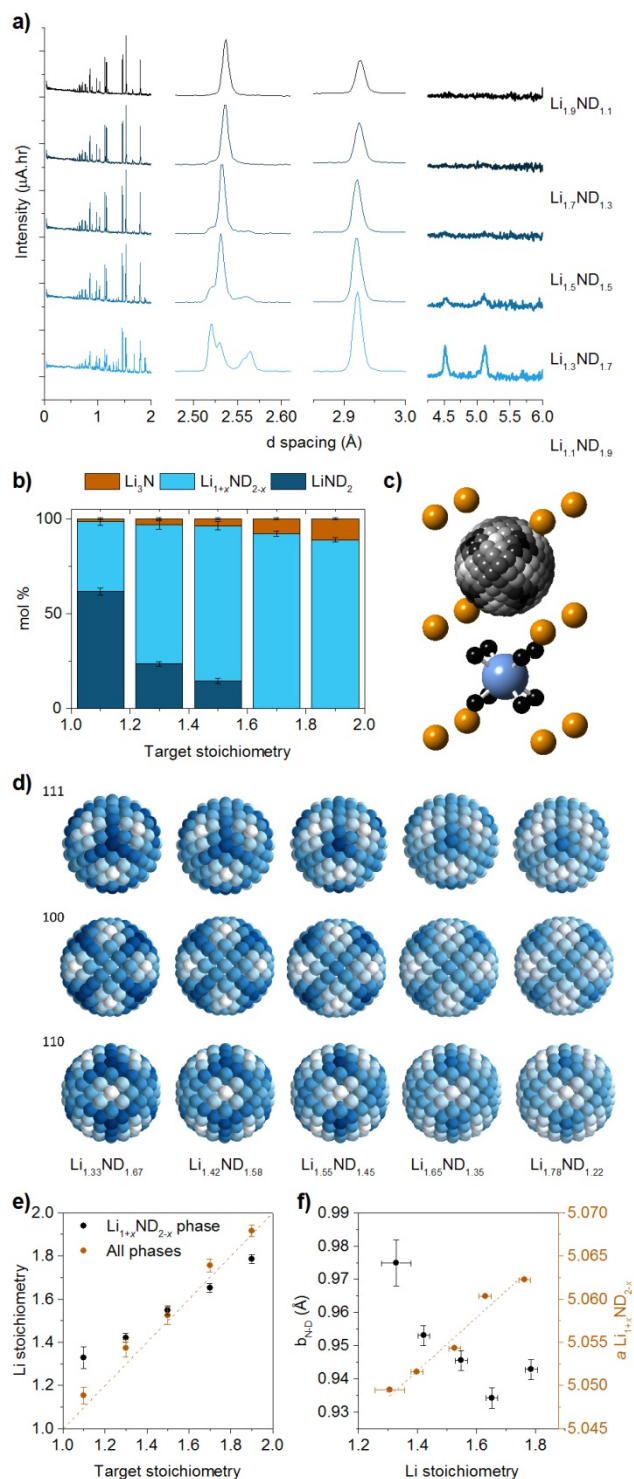 a)
Intensity (µA.hr)
Li₁.₉ND₁.₁
Li₁.₇ND₁.₃
Li₁.₅ND₁.₅
Li₁.₃ND₁.₇
Li₁.₁ND₁.₉
0 1 2 2.50 2.55 2.60 2.9 3.0 4.5 5.0 5.5 6.0
d spacing (Å)
b)
Li₃N Li₁₊ₓND₂₋ₓ LiND₂
100
50
0
mol %
1.0 1.2 1.4 1.6 1.8 2.0
Target stoichiometry
c)
d)
111
100
110
Li₁.₃₃ND₁.₆₇ Li₁.₄₂ND₁.₅₈ Li₁.₅₅ND₁.₄₅ Li₁.₆₅ND₁.₃₅ Li₁.₇₈ND₁.₂₂
e)
2.0
1.8
1.6
1.4
1.2
1.0
Li stoichiometry
Li₁₊ₓND₂₋ₓ phase
All phases
1.0 1.2 1.4 1.6 1.8 2.0
Target stoichiometry
f)
0.99
0.98
0.97
0.96
0.95
0.94
0.93
b_N-D (Å)
5.070
5.065
5.060
5.055
5.050
5.045
a Li₁₊ₓND₂₋ₓ
1.2 1.4 1.6 1.8
Li stoichiometry